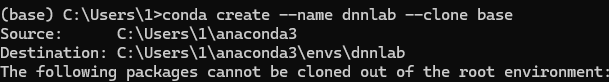 (base) C:\Users\1>conda create --name dnnlab --clone base
Source:      C:\Users\1\anaconda3
Destination: C:\Users\1\anaconda3\envs\dnnlab
The following packages cannot be cloned out of the root environment: